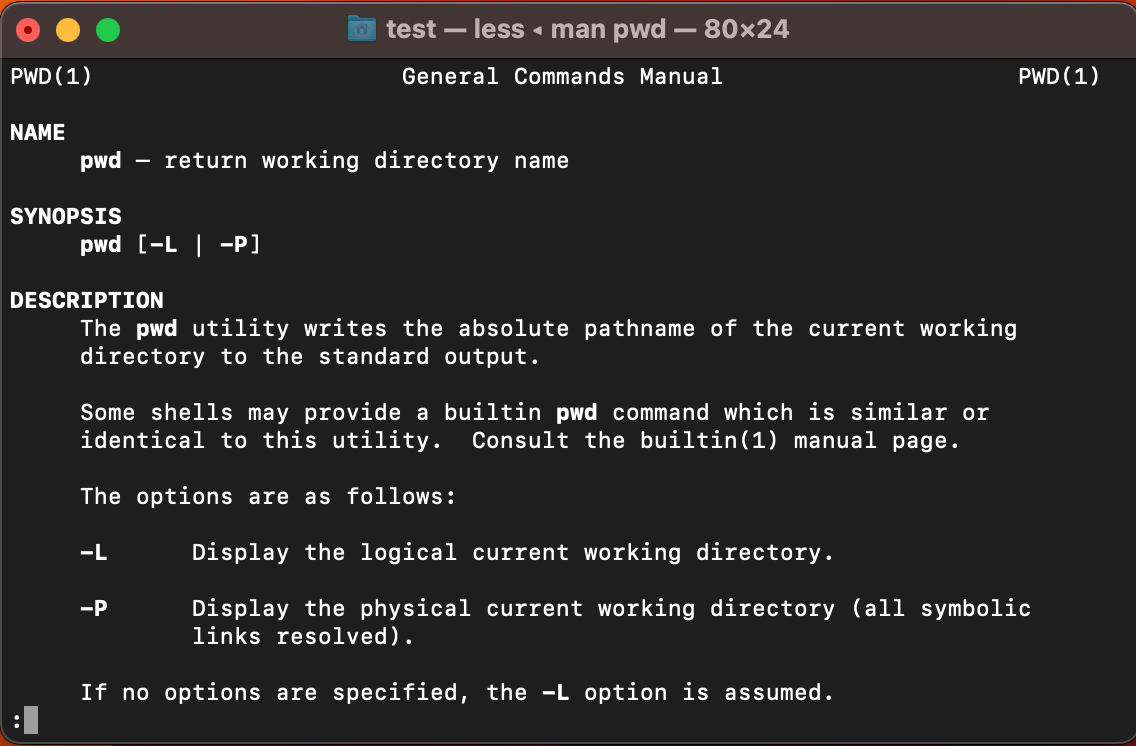 test — less ◂ man pwd — 80×24
PWD(1) General Commands Manual PWD(1)
NAME
pwd – return working directory name
SYNOPSIS
pwd [-L | -P]
DESCRIPTION
The pwd utility writes the absolute pathname of the current working
directory to the standard output.
Some shells may provide a builtin pwd command which is similar or
identical to this utility.  Consult the builtin(1) manual page.
The options are as follows:
-L Display the logical current working directory.
-P Display the physical current working directory (all symbolic
links resolved).
If no options are specified, the -L option is assumed.
: